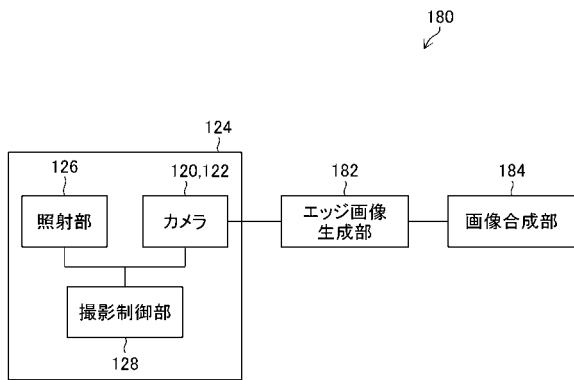 180
124
126
120,122
182
184
照射部
カメラ
エッジ画像
生成部
画像合成部
撮影制御部
128